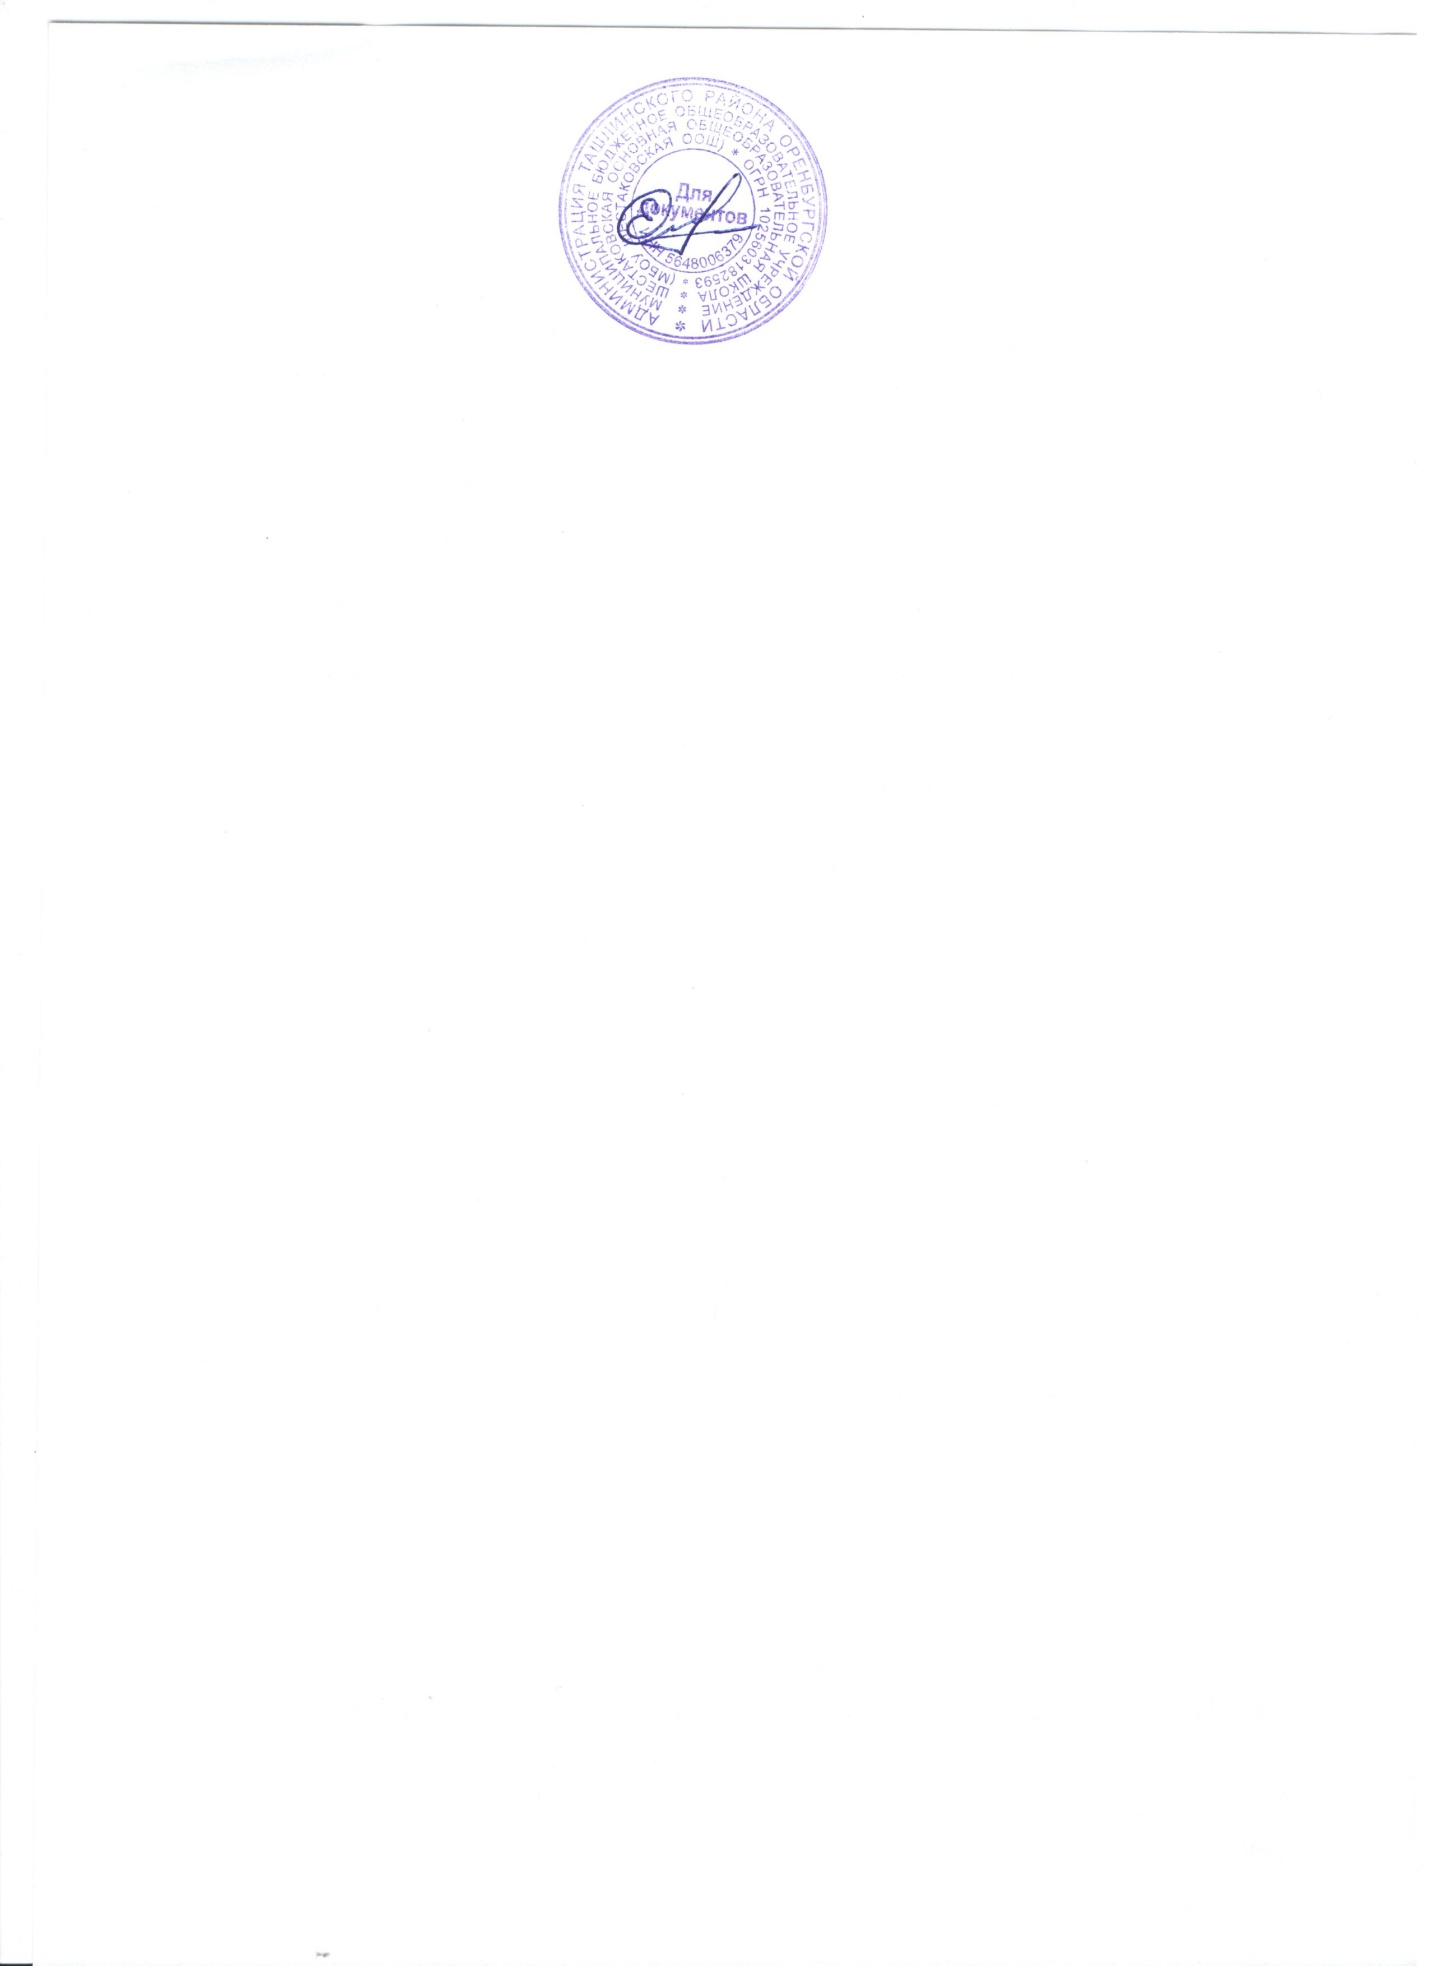 АДМИНИСТРАЦИЯ ТАШЛИНСКОГО РАЙОНА ОРЕНБУРГСКОЙ ОБЛАСТИ *
МУНИЦИПАЛЬНОЕ БЮДЖЕТНОЕ ОБЩЕОБРАЗОВАТЕЛЬНОЕ УЧРЕЖДЕНИЕ *
ШЕСТАКОВСКАЯ ОСНОВНАЯ ОБЩЕОБРАЗОВАТЕЛЬНАЯ ШКОЛА *
(МБОУ ШЕСТАКОВСКАЯ ООШ) * ОГРН 1025603182593 *
Для
документов
ИНН 5648006379